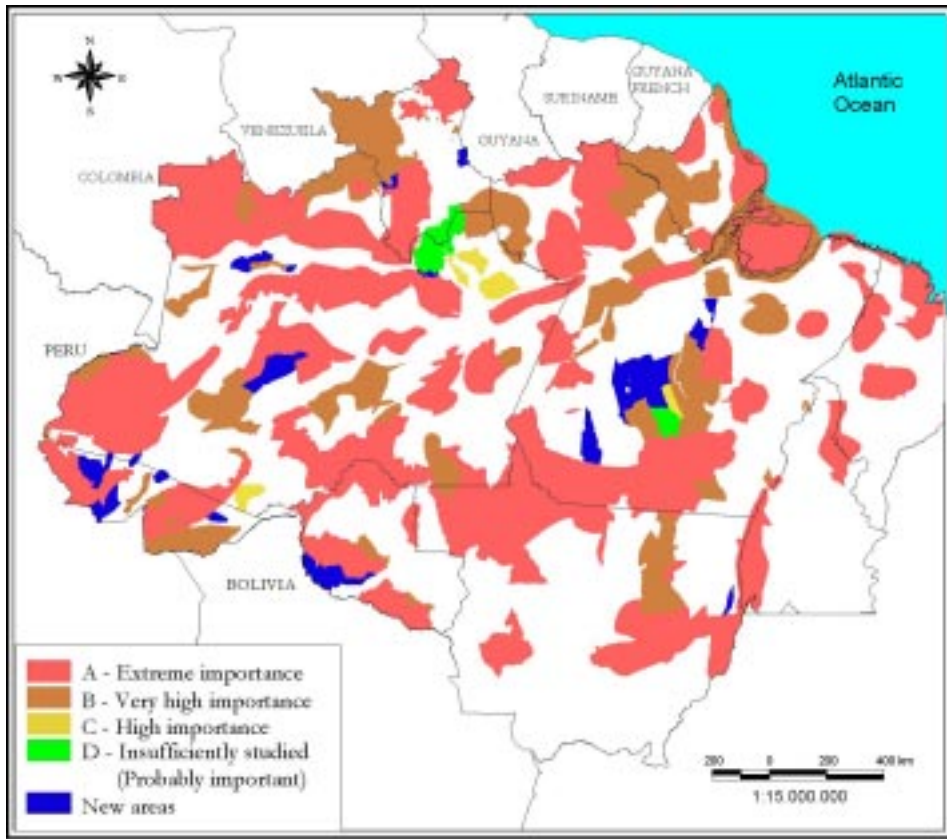 N
W E
S
Atlantic
Ocean
GUYANA
FRENCH
SURINAME
GUYANA
VENEZUELA
COLOMBIA
PERU
BOLIVIA
A - Extreme importance
B - Very high importance
C - High importance
D - Insufficiently studied
(Probably important)
New areas
200 0 200 400 km
1:15.000.000